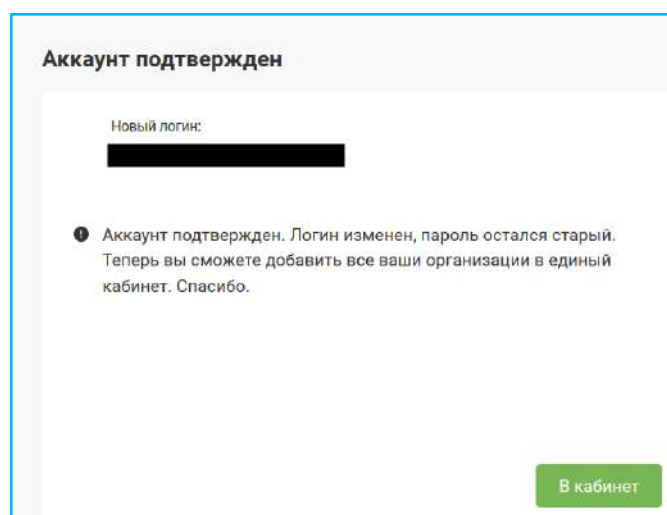 Аккаунт подтвержден
Новый логин:
Аккаунт подтвержден. Логин изменен, пароль остался старый.
Теперь вы сможете добавить все ваши организации в единый
кабинет. Спасибо.
В кабинет